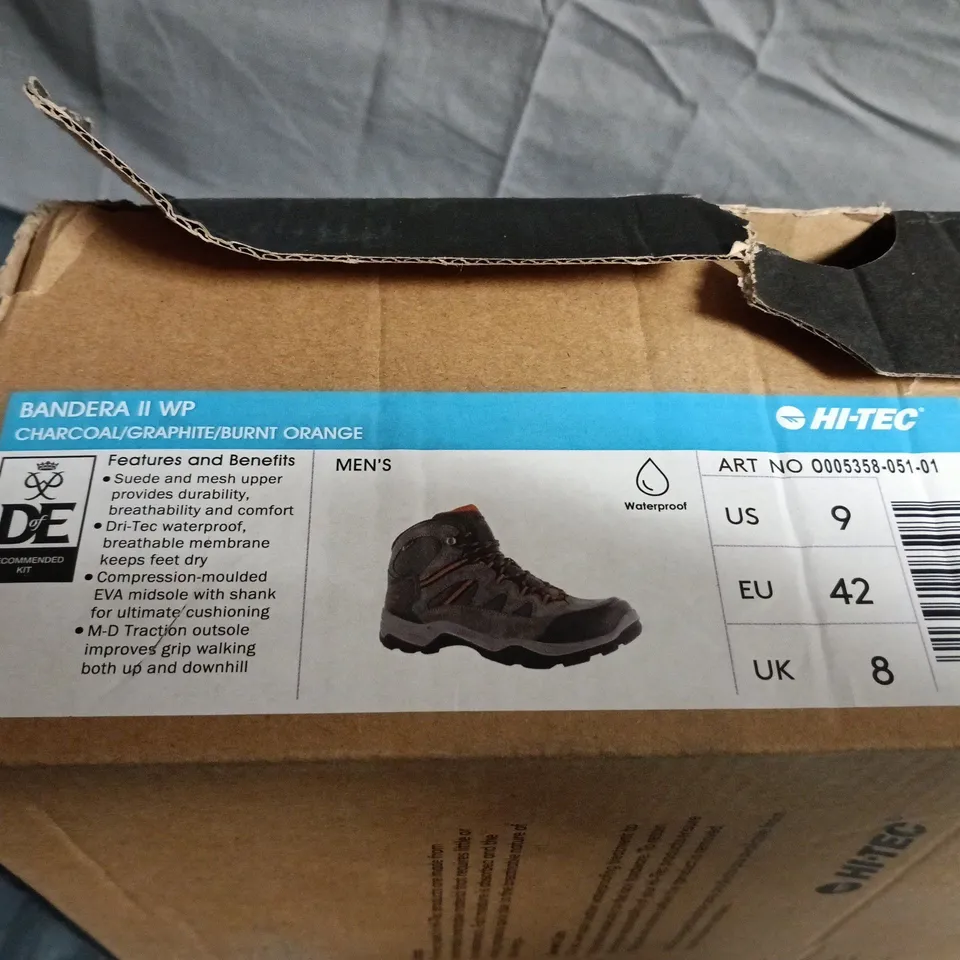 BANDERA II WP
CHARCOAL/GRAPHITE/BURNT ORANGE
HI-TEC®
DofE
RECOMMENDED
KIT
Features and Benefits
• Suede and mesh upper
provides durability,
breathability and comfort
• Dri-Tec waterproof,
breathable membrane
keeps feet dry
• Compression-moulded
EVA midsole with shank
for ultimate cushioning
• M-D Traction outsole
improves grip walking
both up and downhill
MEN'S
Waterproof
ART NO O005358-051-01
US 9
EU 42
UK 8
HI-TEC